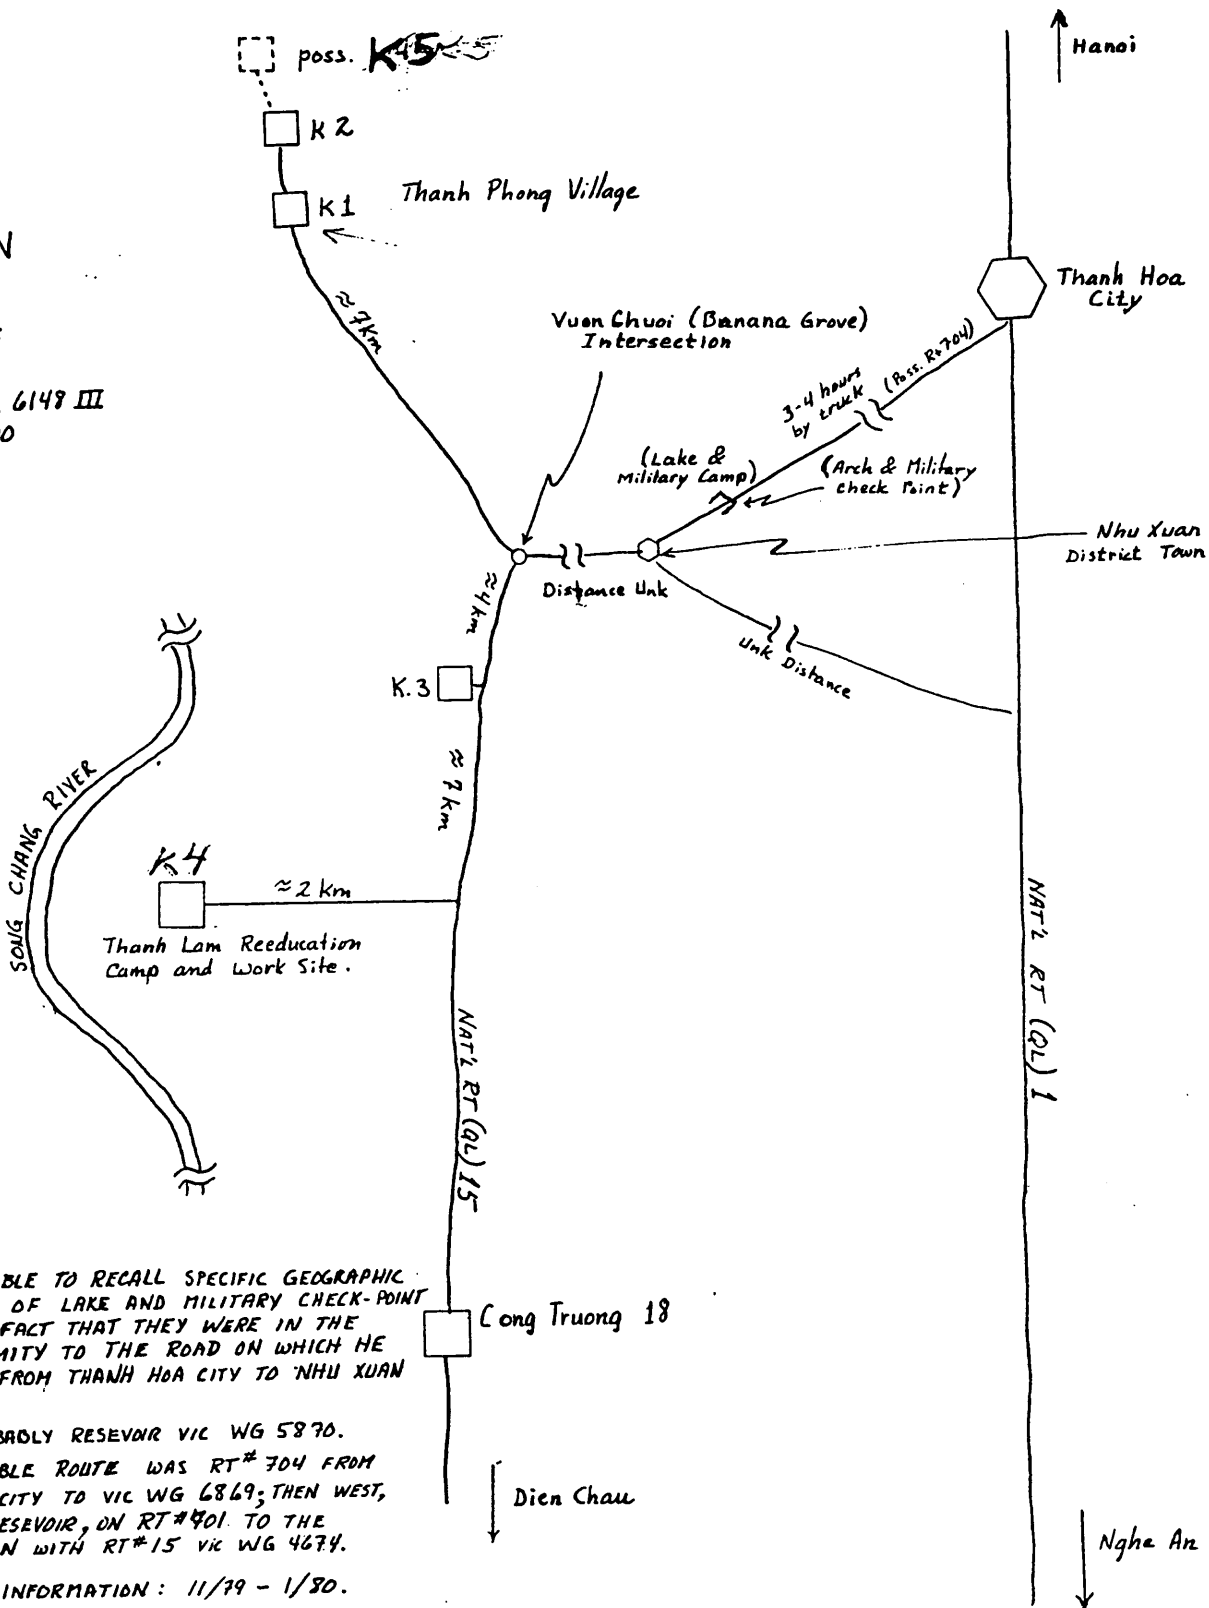 Hanoi
poss. K45
K2
K1
Thanh Phong Village
N
Thanh Hoa
City
≈ 7Km
Vuon Chuoi (Banana Grove)
Intersection
3-4 hours
by truck
(Poss. Rt 704)
6148 III
(Lake &
Military Camp)
(Arch & Military
Check Point)
Nhu Xuan
District Town
Distance Unk
≈4km
Unk Distance
K.3
≈ 7 km
SONG CHANG RIVER
K4
≈2 km
Thanh Lam Reeducation
Camp and Work Site.
NAT'L RT (QL) 1
NAT'L RT (QL) 15
BLE TO RECALL SPECIFIC GEOGRAPHIC
OF LAKE AND MILITARY CHECK-POINT
FACT THAT THEY WERE IN THE
MITY TO THE ROAD ON WHICH HE
FROM THANH HOA CITY TO NHU XUAN
Cong Truong 18
BABLY RESEVOIR VIC WG 5870.
BLE ROUTE WAS RT# 704 FROM
CITY TO VIC WG 6869; THEN WEST,
ESEVOIR, ON RT#701 TO THE
N WITH RT#15 VIC WG 4674.
INFORMATION: 11/79 - 1/80.
Dien Chau
Nghe An